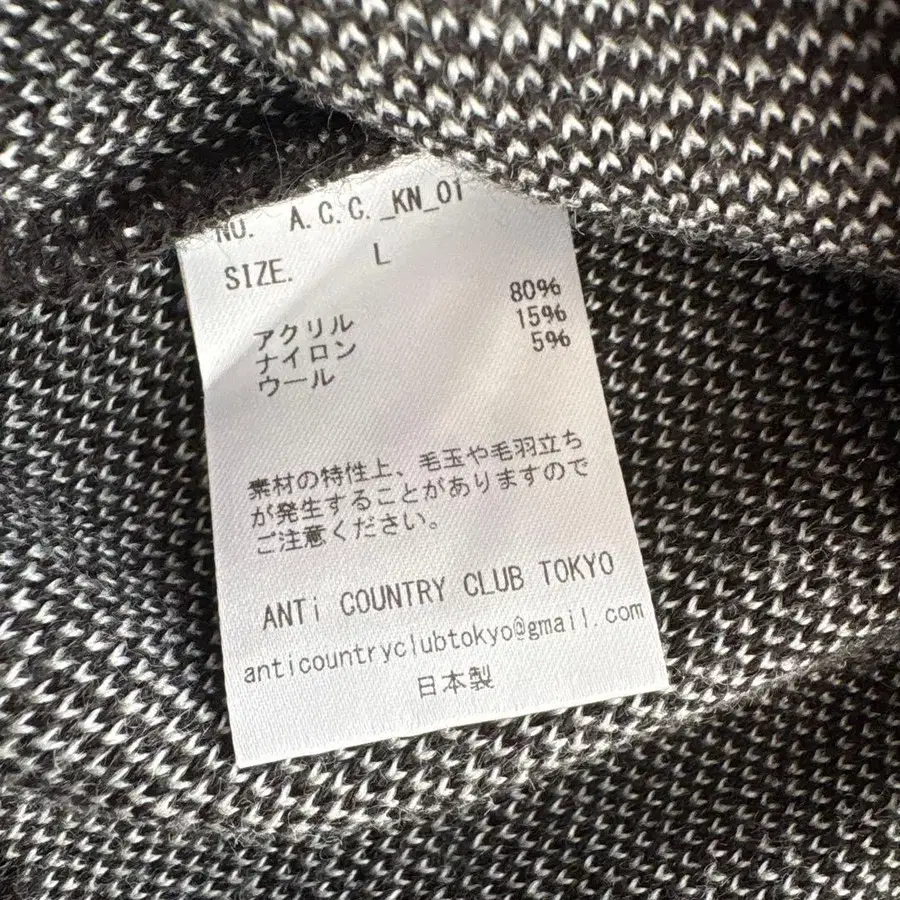 NO. A.C.C._KN_01
SIZE. L
アクリル 80%
ナイロン 15%
ウール 5%
素材の特性上、毛玉や毛羽立ち
が発生することがありますので
ご注意ください。
ANTi COUNTRY CLUB TOKYO
anticountryclubtokyo@gmail.com
日本製